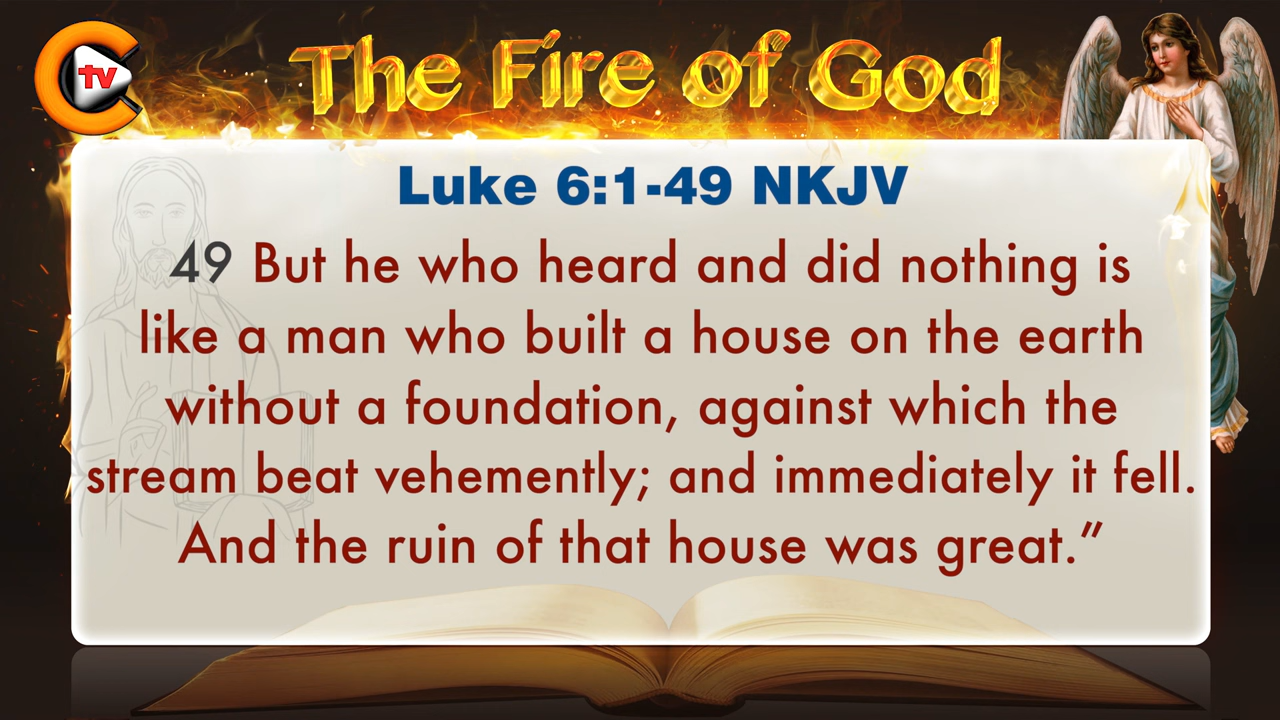 tv
The Fire of God
Luke 6:1-49 NKJV
49 But he who heard and did nothing is
like a man who built a house on the earth
without a foundation, against which the
stream beat vehemently; and immediately it fell.
And the ruin of that house was great.”